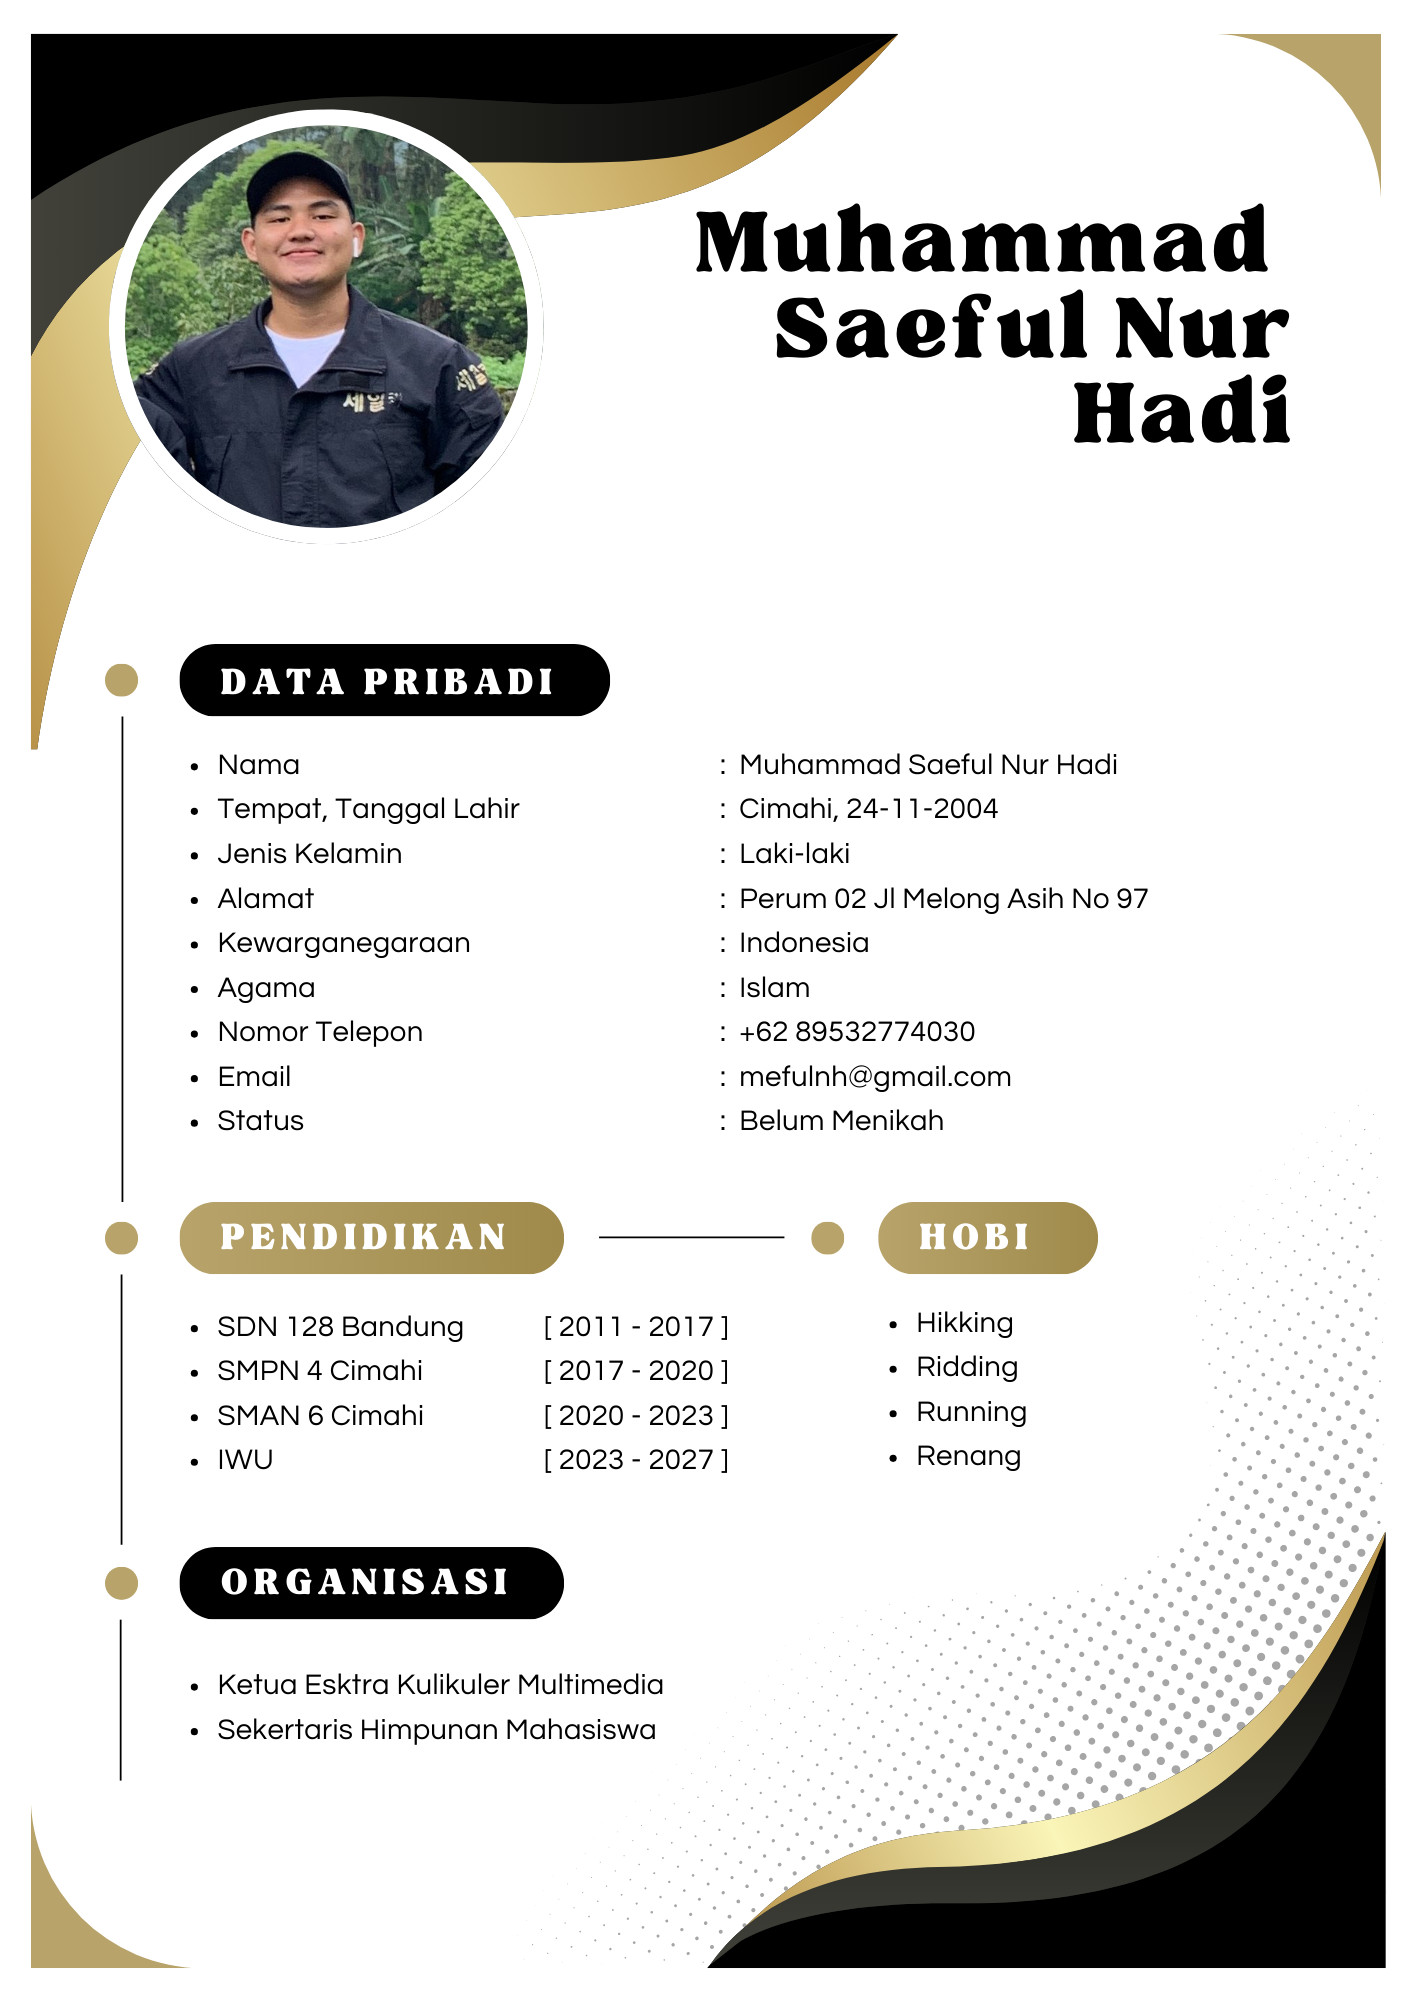 Muhammad
Saeful Nur
Hadi
세일
세일
DATA PRIBADI
• Nama : Muhammad Saeful Nur Hadi
• Tempat, Tanggal Lahir : Cimahi, 24-11-2004
• Jenis Kelamin : Laki-laki
• Alamat : Perum 02 Jl Melong Asih No 97
• Kewarganegaraan : Indonesia
• Agama : Islam
• Nomor Telepon : +62 89532774030
• Email : mefulnh@gmail.com
• Status : Belum Menikah
PENDIDIKAN
• SDN 128 Bandung [ 2011 - 2017 ]
• SMPN 4 Cimahi [ 2017 - 2020 ]
• SMAN 6 Cimahi [ 2020 - 2023 ]
• IWU [ 2023 - 2027 ]
HOBI
• Hikking
• Ridding
• Running
• Renang
ORGANISASI
• Ketua Esktra Kulikuler Multimedia
• Sekertaris Himpunan Mahasiswa